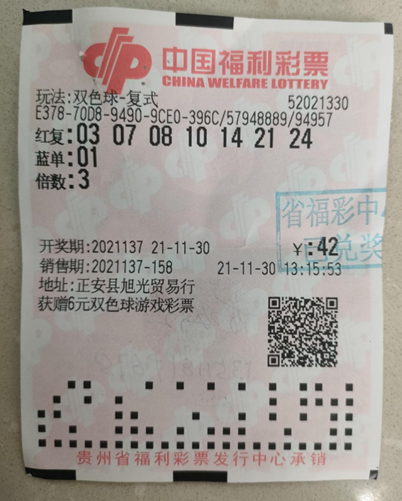 中国福利彩票
CHINA WELFARE LOTTERY
玩法:双色球-复式 52021330
E378-70D8-9490-9CE0-396C/57948889/94957
红复:03 07 08 10 14 21 24
蓝单:01
倍数:3
省福彩中
已兑奖
开奖期:2021137 21-11-30 ￥:42
销售期:2021137-158 21-11-30 13:15:53
地址:正安县旭光贸易行
获赠6元双色球游戏彩票
贵州省福利彩票发行中心承销